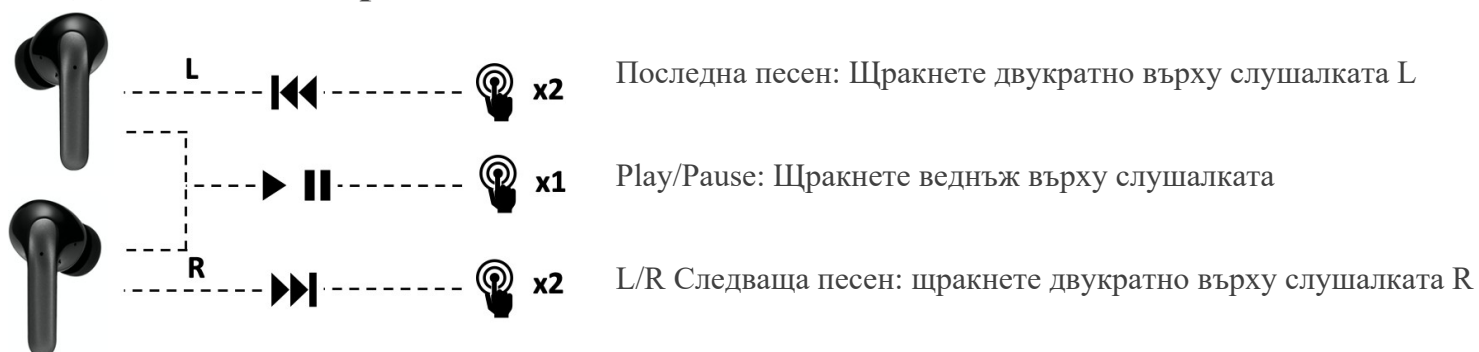 L
x2
Последна песен: Щракнете двукратно върху слушалката L
x1
Play/Pause: Щракнете веднъж върху слушалката
R
x2
L/R Следваща песен: щракнете двукратно върху слушалката R